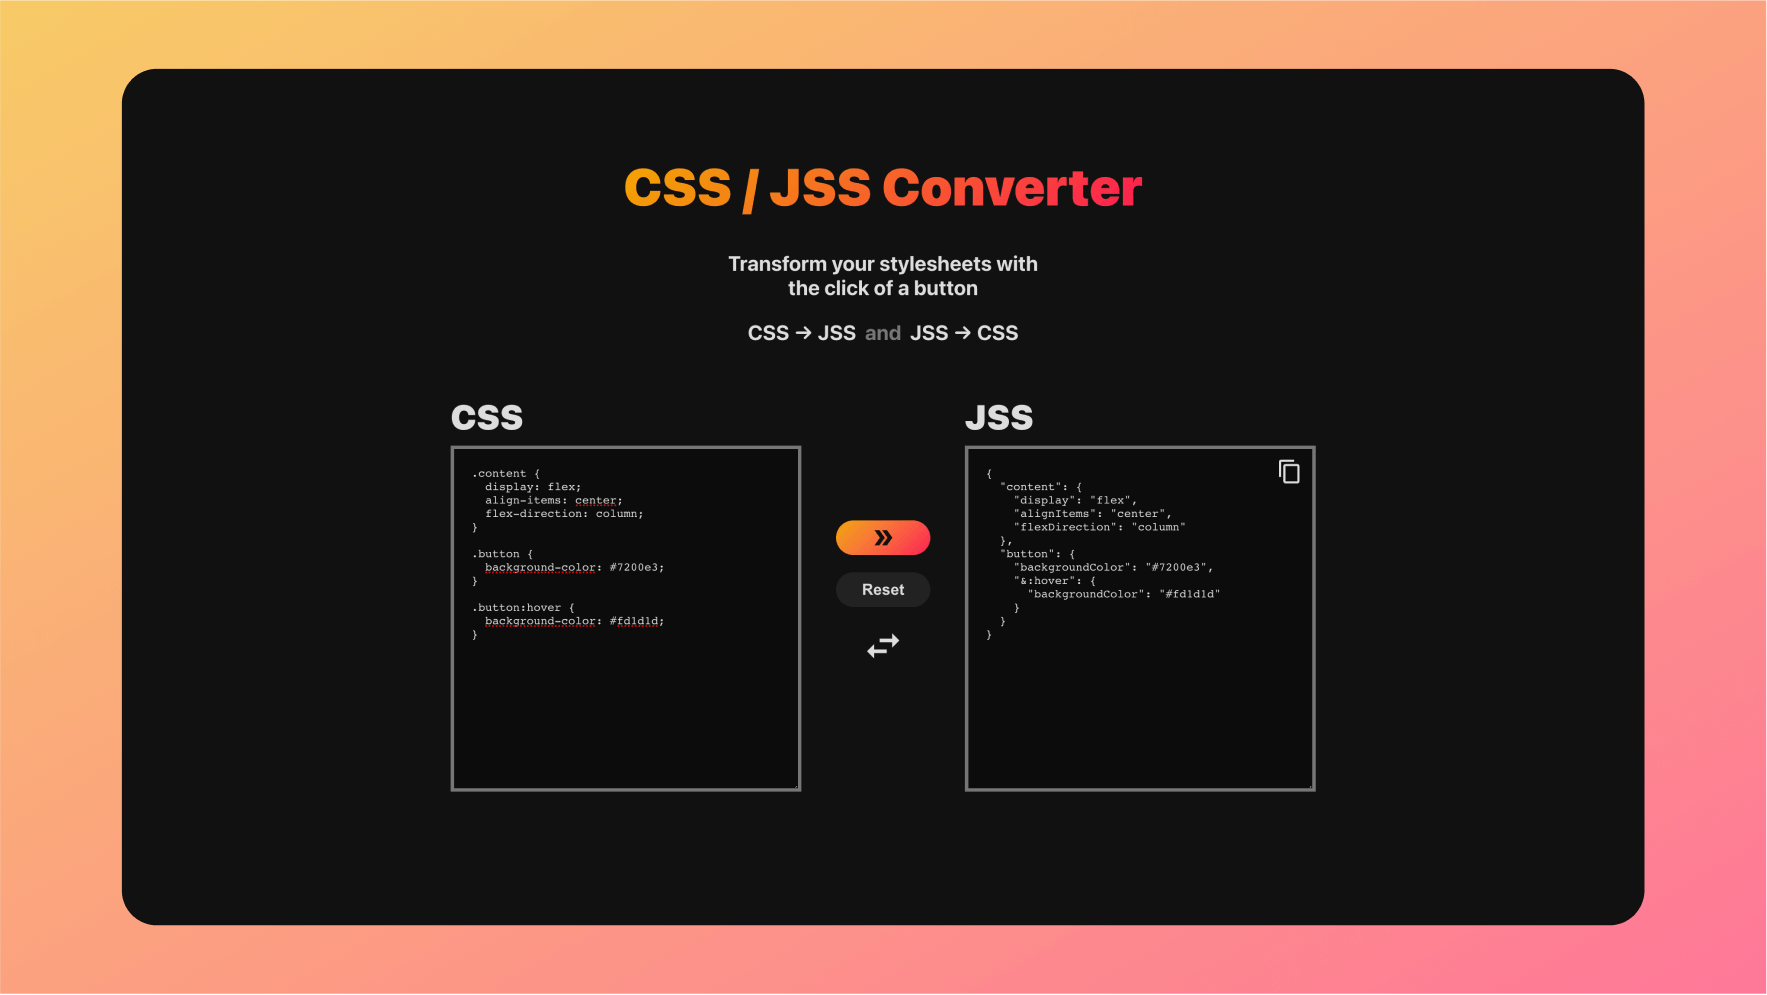 CSS / JSS Converter
Transform your stylesheets with
the click of a button
CSS → JSS and JSS → CSS
CSS
.content {
  display: flex;
  align-items: center;
  flex-direction: column;
}

.button {
  background-color: #7200e3;
}

.button:hover {
  background-color: #fd1d1d;
}
Reset
JSS
{
  "content": {
    "display": "flex",
    "alignItems": "center",
    "flexDirection": "column"
  },
  "button": {
    "backgroundColor": "#7200e3",
    "&:hover": {
      "backgroundColor": "#fd1d1d"
    }
  }
}